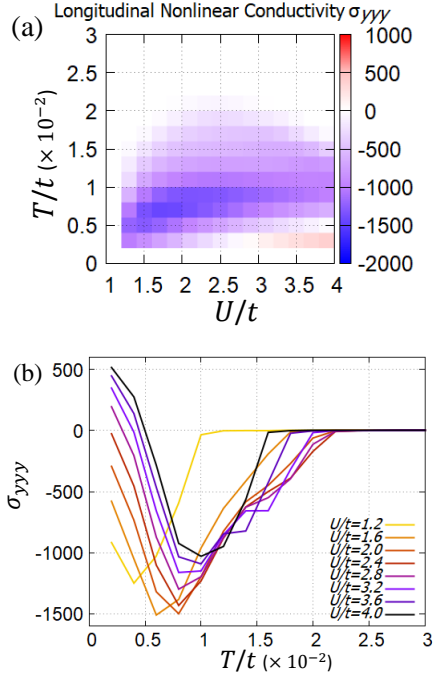 (a) Longitudinal Nonlinear Conductivity σyyy
3
2.5
2
1.5
1
0.5
0
T/t (× 10⁻²)
1 1.5 2 2.5 3 3.5 4
U/t
1000
500
0
-500
-1000
-1500
-2000
(b)
500
0
-500
-1000
-1500
σyyy
U/t=1.2
U/t=1.6
U/t=2.0
U/t=2.4
U/t=2.8
U/t=3.2
U/t=3.6
U/t=4.0
0 0.5 1.0 1.5 2.0 2.5 3.0
T/t (× 10⁻²)